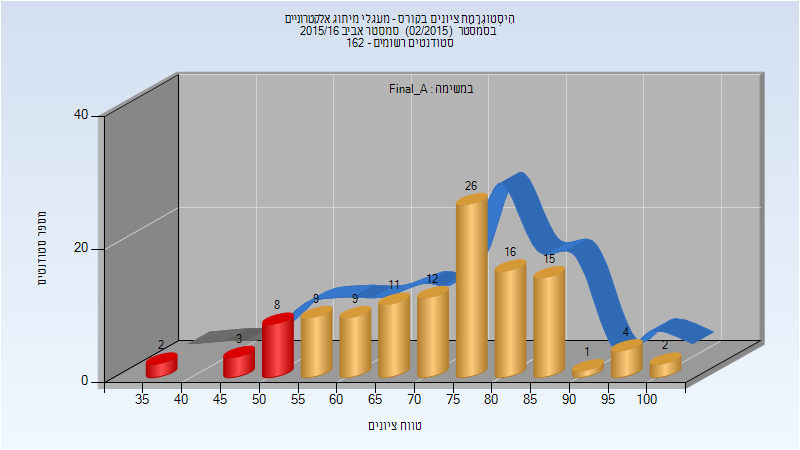 היסטוגרמת ציונים בקורס - מעגלי מיתוג אלקטרוניים
בסמסטר (02/2015) סמסטר אביב 2015/16
סטודנטים רשומים - 162
במשימה : Final_A
מספר סטודנטים
40
20
0
2
3
8
9
9
11
12
26
16
15
1
4
2
35 40 45 50 55 60 65 70 75 80 85 90 95 100
טווח ציונים